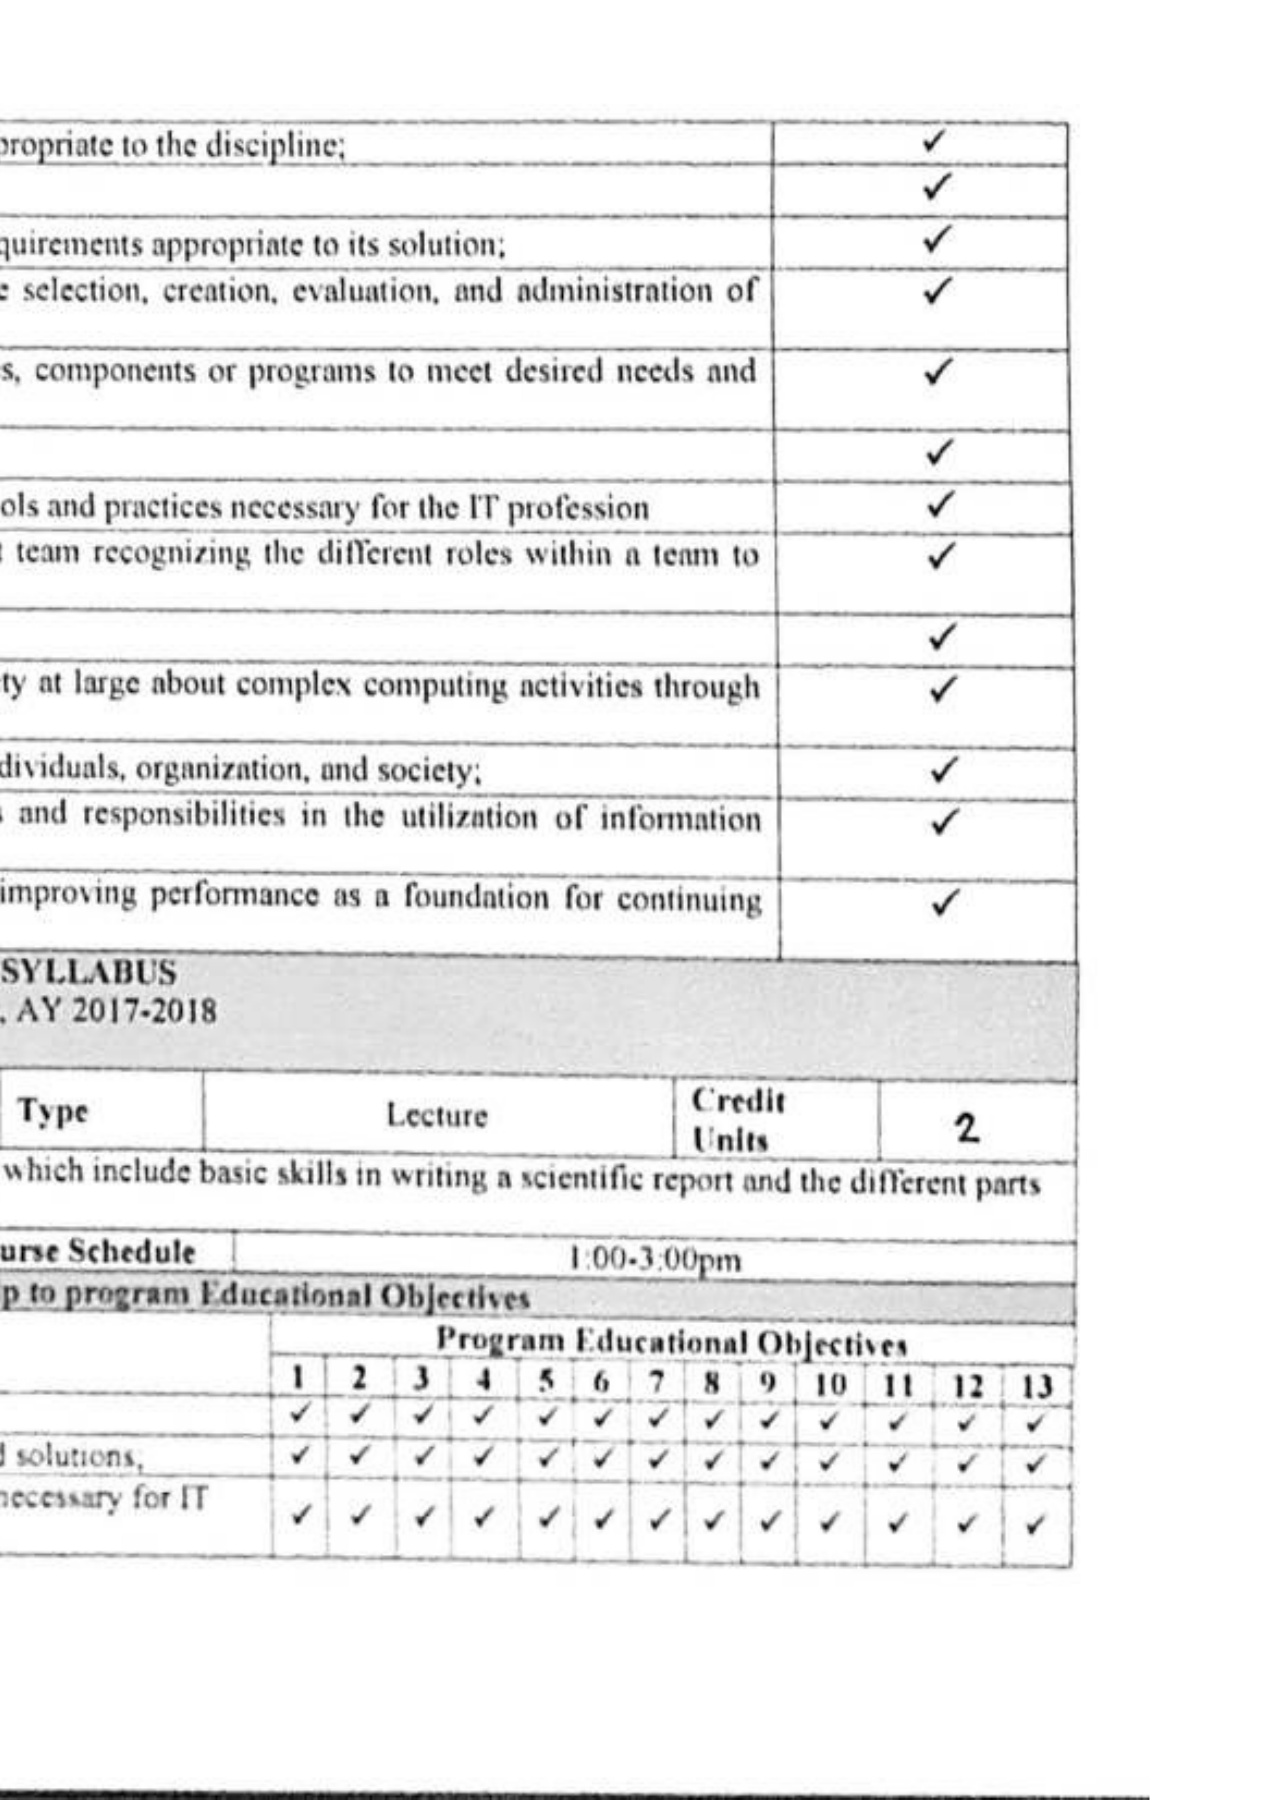 propriate to the discipline; ✓
✓
quirements appropriate to its solution; ✓
e selection, creation, evaluation, and administration of ✓
s, components or programs to meet desired needs and ✓
✓
ols and practices necessary for the IT profession ✓
t team recognizing the different roles within a team to ✓
✓
ty at large about complex computing activities through ✓
dividuals, organization, and society; ✓
s and responsibilities in the utilization of information ✓
improving performance as a foundation for continuing ✓
SYLLABUS
, AY 2017-2018
Type Lecture Credit Units 2
which include basic skills in writing a scientific report and the different parts
urse Schedule 1:00-3:00pm
p to program Educational Objectives
Program Educational Objectives
1 2 3 4 5 6 7 8 9 10 11 12 13
✓ ✓ ✓ ✓ ✓ ✓ ✓ ✓ ✓ ✓ ✓ ✓ ✓
d solutions, ✓ ✓ ✓ ✓ ✓ ✓ ✓ ✓ ✓ ✓ ✓ ✓ ✓
necessary for IT ✓ ✓ ✓ ✓ ✓ ✓ ✓ ✓ ✓ ✓ ✓ ✓ ✓